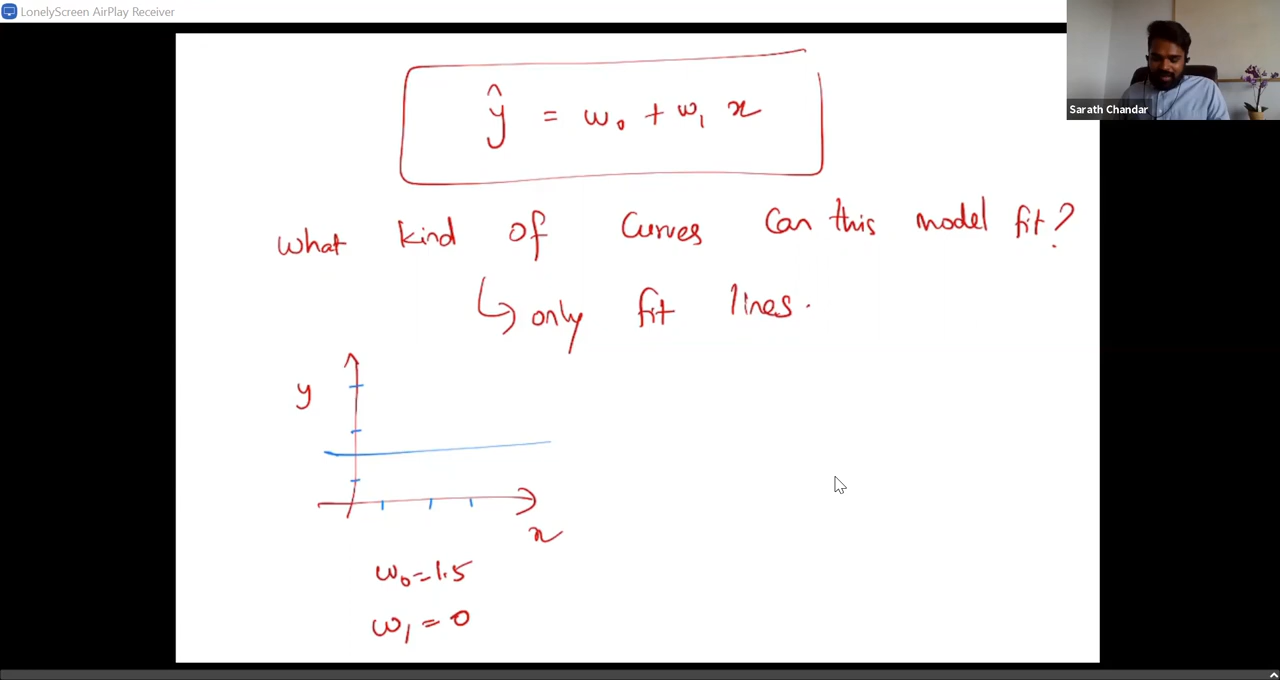 LonelyScreen AirPlay Receiver
Sarath Chandar
ŷ = w₀ + w₁ x
What kind of Curves Can this model fit?
↳ only fit lines.
y
x
w₀ = 1.5
w₁ = 0